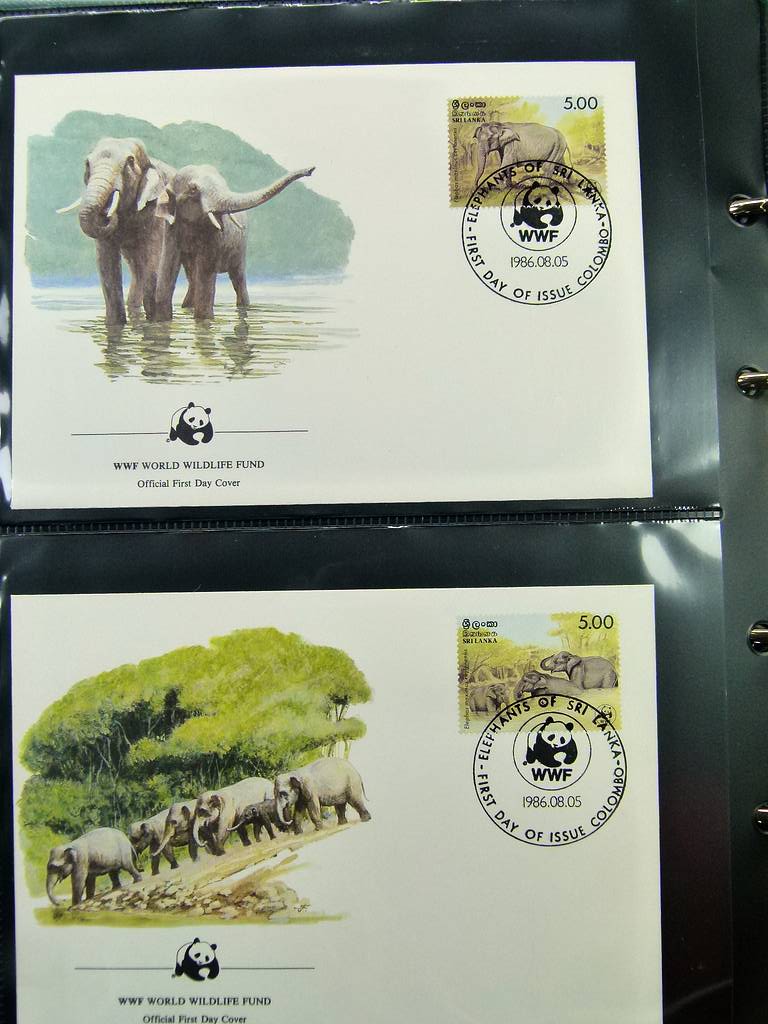 ශ්‍රී ලංකා 5.00
இலங்கை
SRI LANKA
- ELEPHANTS OF SRI LANKA -
WWF
1986.08.05
FIRST DAY OF ISSUE COLOMBO
WWF WORLD WILDLIFE FUND
Official First Day Cover
ශ්‍රී ලංකා 5.00
இலங்கை
SRI LANKA
- ELEPHANTS OF SRI LANKA -
WWF
1986.08.05
FIRST DAY OF ISSUE COLOMBO
WWF WORLD WILDLIFE FUND
Official First Day Cover